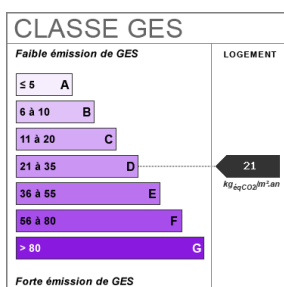 CLASSE GES
Faible émission de GES
LOGEMENT
≤ 5 A
6 à 10 B
11 à 20 C
21 à 35 D
21
kgéqCO2/m².an
36 à 55 E
56 à 80 F
> 80 G
Forte émission de GES